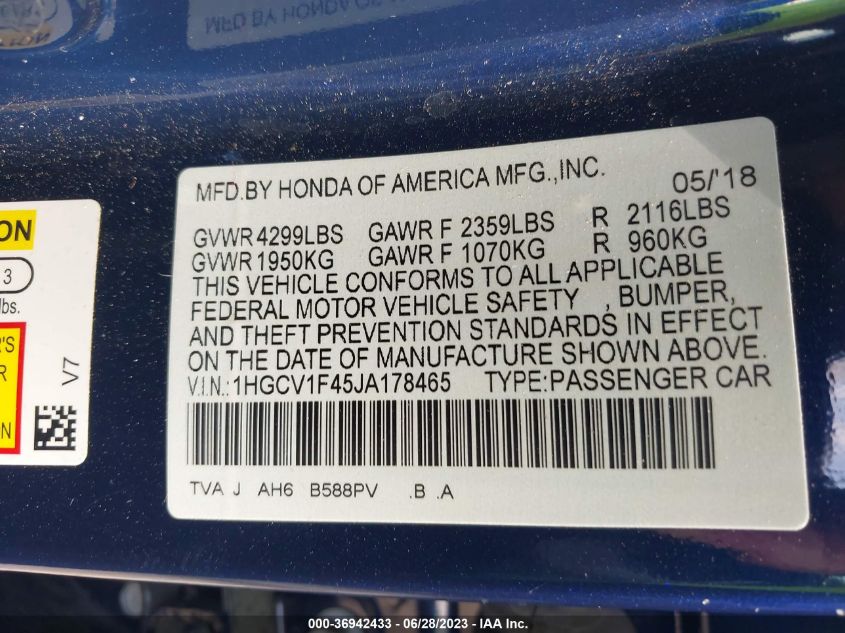 MFD.BY HONDA OF AMERICA MFG.,INC. 05/'18
GVWR 4299LBS GAWR F 2359LBS R 2116LBS
GVWR 1950KG GAWR F 1070KG R 960KG
THIS VEHICLE CONFORMS TO ALL APPLICABLE
FEDERAL MOTOR VEHICLE SAFETY , BUMPER,
AND THEFT PREVENTION STANDARDS IN EFFECT
ON THE DATE OF MANUFACTURE SHOWN ABOVE.
V.I.N.:1HGCV1F45JA178465 TYPE:PASSENGER CAR
TVA J AH6 B588PV .B .A
ON
3
lbs.
R'S
R
N
V7
000-36942433 - 06/28/2023 - IAA Inc.